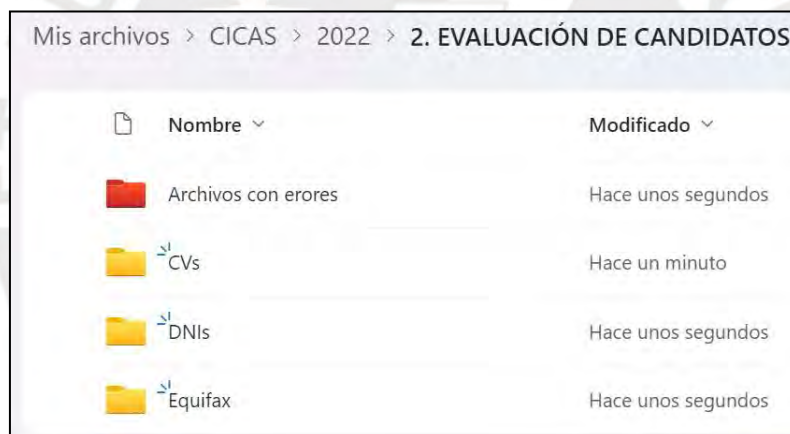 Mis archivos > CICAS > 2022 > 2. EVALUACIÓN DE CANDIDATOS
Nombre Modificado
Archivos con erores Hace unos segundos
CVs Hace un minuto
DNIs Hace unos segundos
Equifax Hace unos segundos